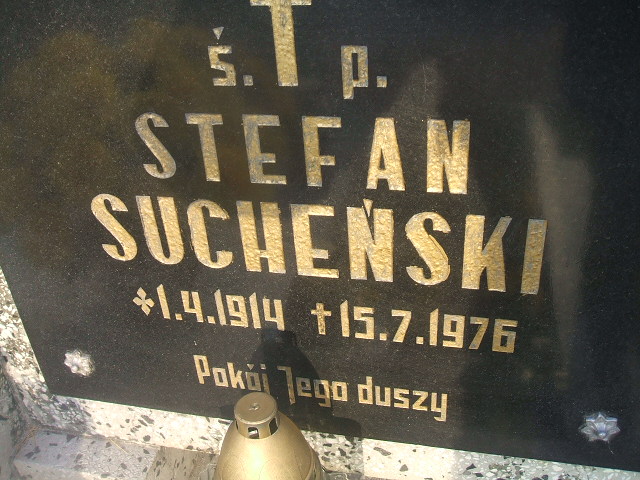 ś. p.
STEFAN
SUCHEŃSKI
1.4.1914 †15.7.1976
Pokój Jego duszy